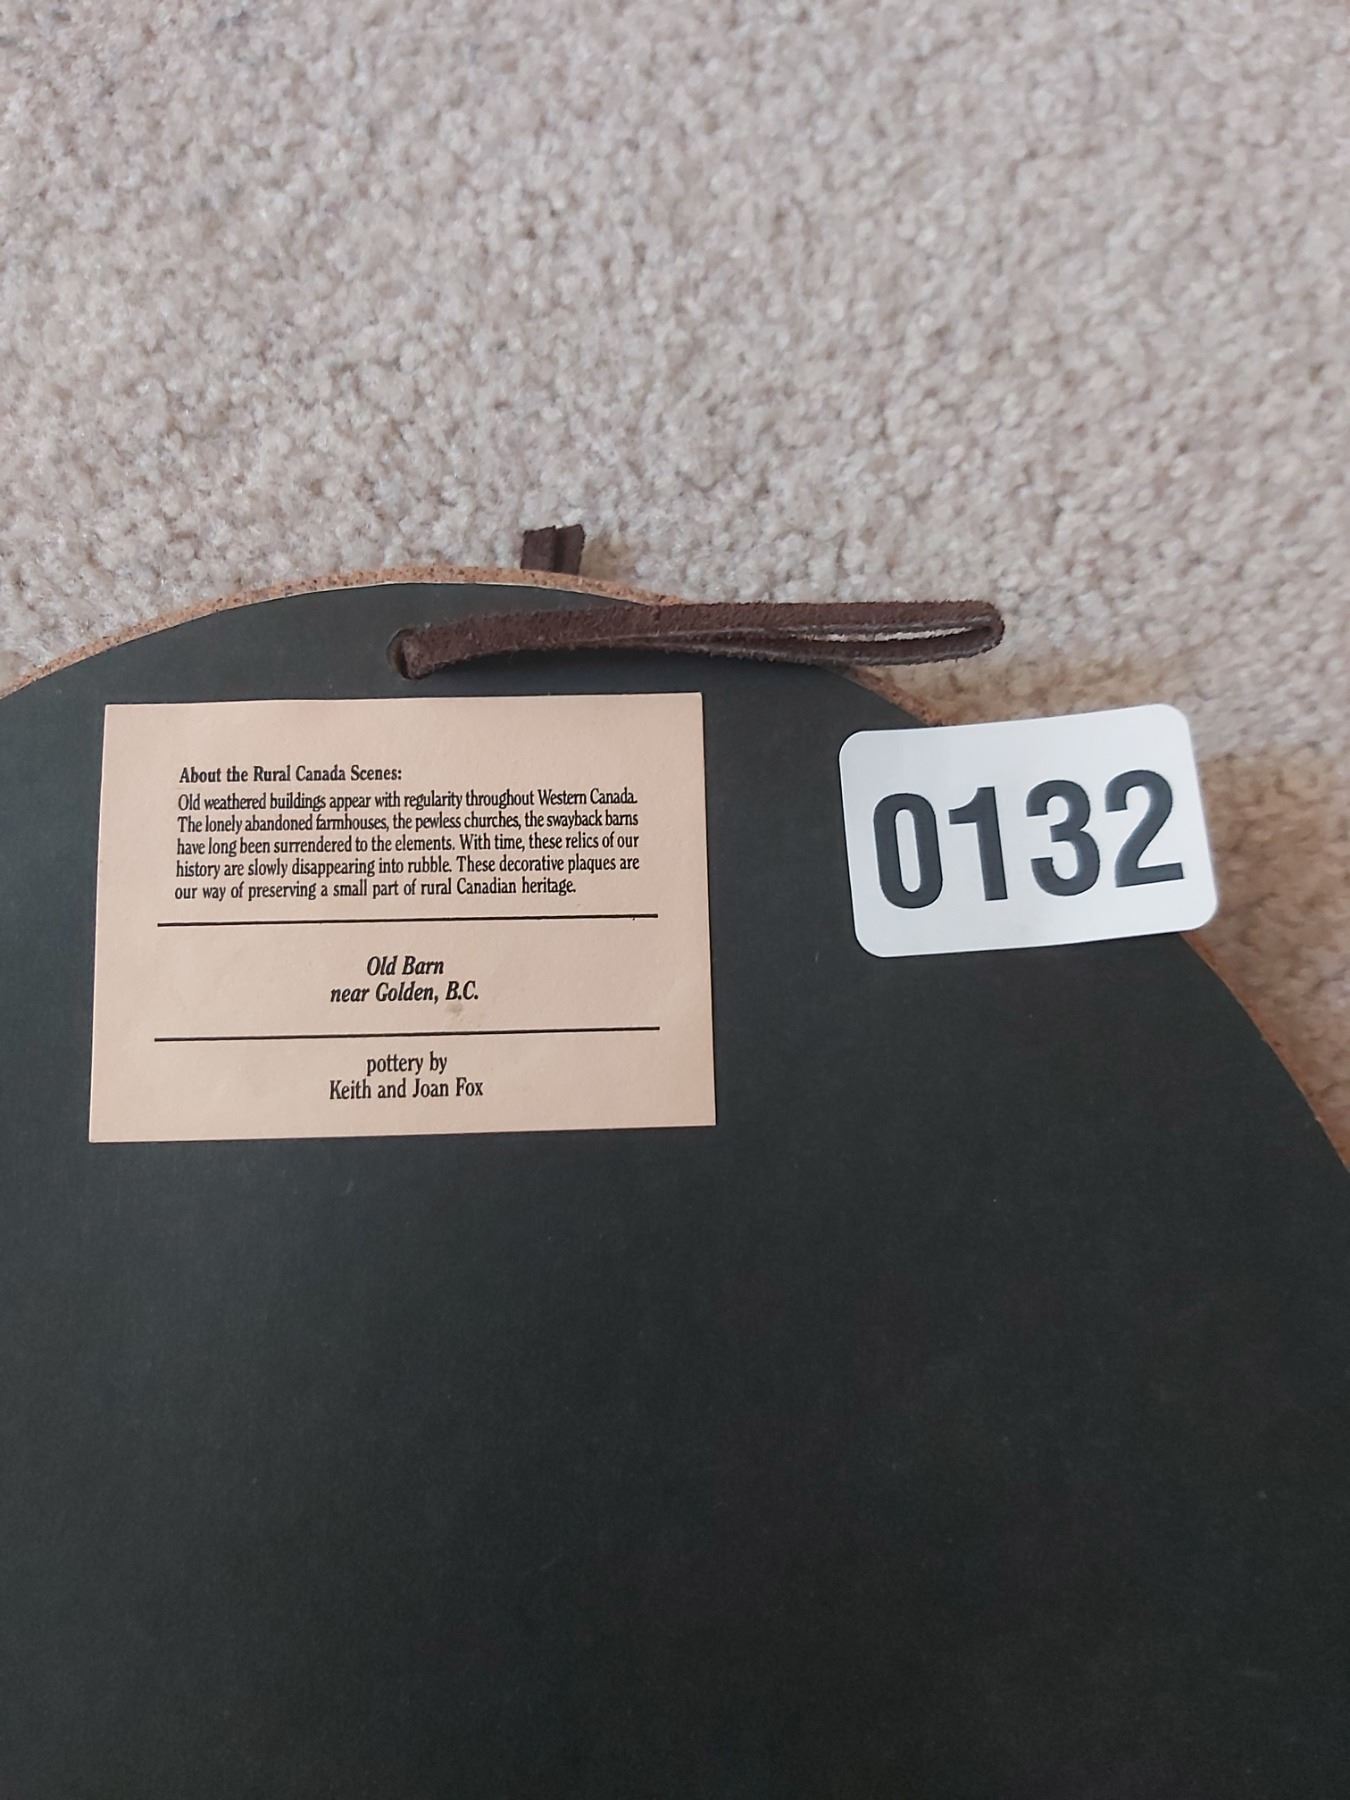 About the Rural Canada Scenes:
Old weathered buildings appear with regularity throughout Western Canada.
The lonely abandoned farmhouses, the pewless churches, the swayback barns
have long been surrendered to the elements. With time, these relics of our
history are slowly disappearing into rubble. These decorative plaques are
our way of preserving a small part of rural Canadian heritage.
Old Barn
near Golden, B.C.
pottery by
Keith and Joan Fox
0132